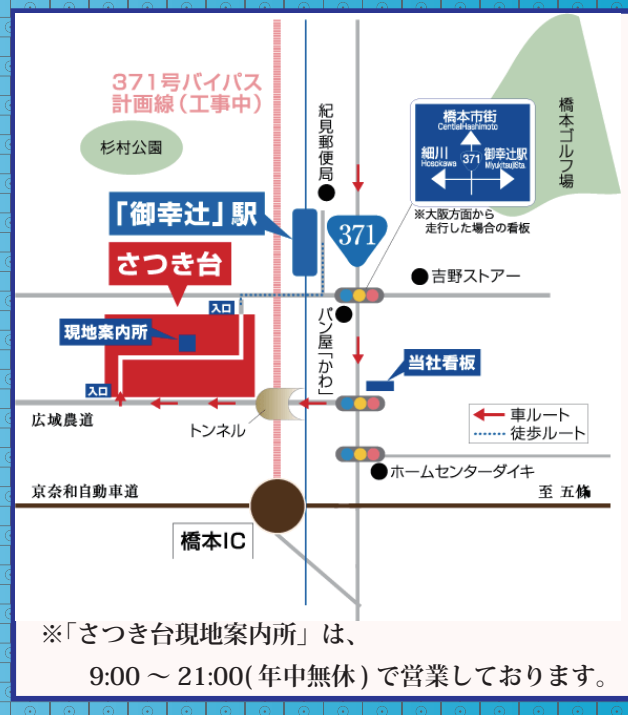 371号バイパス
計画線(工事中)
杉村公園
紀見郵便局
橋本市街
CentralHashimoto
細川
Hosokawa
371
御幸辻駅
MiyukitsujiSta.
※大阪方面から
走行した場合の看板
橋本ゴルフ場
「御幸辻」駅
371
さつき台
吉野ストアー
入口
現地案内所
パン屋「かわ」
当社看板
入口
広域農道
トンネル
車ルート
徒歩ルート
ホームセンターダイキ
京奈和自動車道
至 五條
橋本IC
※「さつき台現地案内所」は、
9:00 ~ 21:00( 年中無休 ) で営業しております。